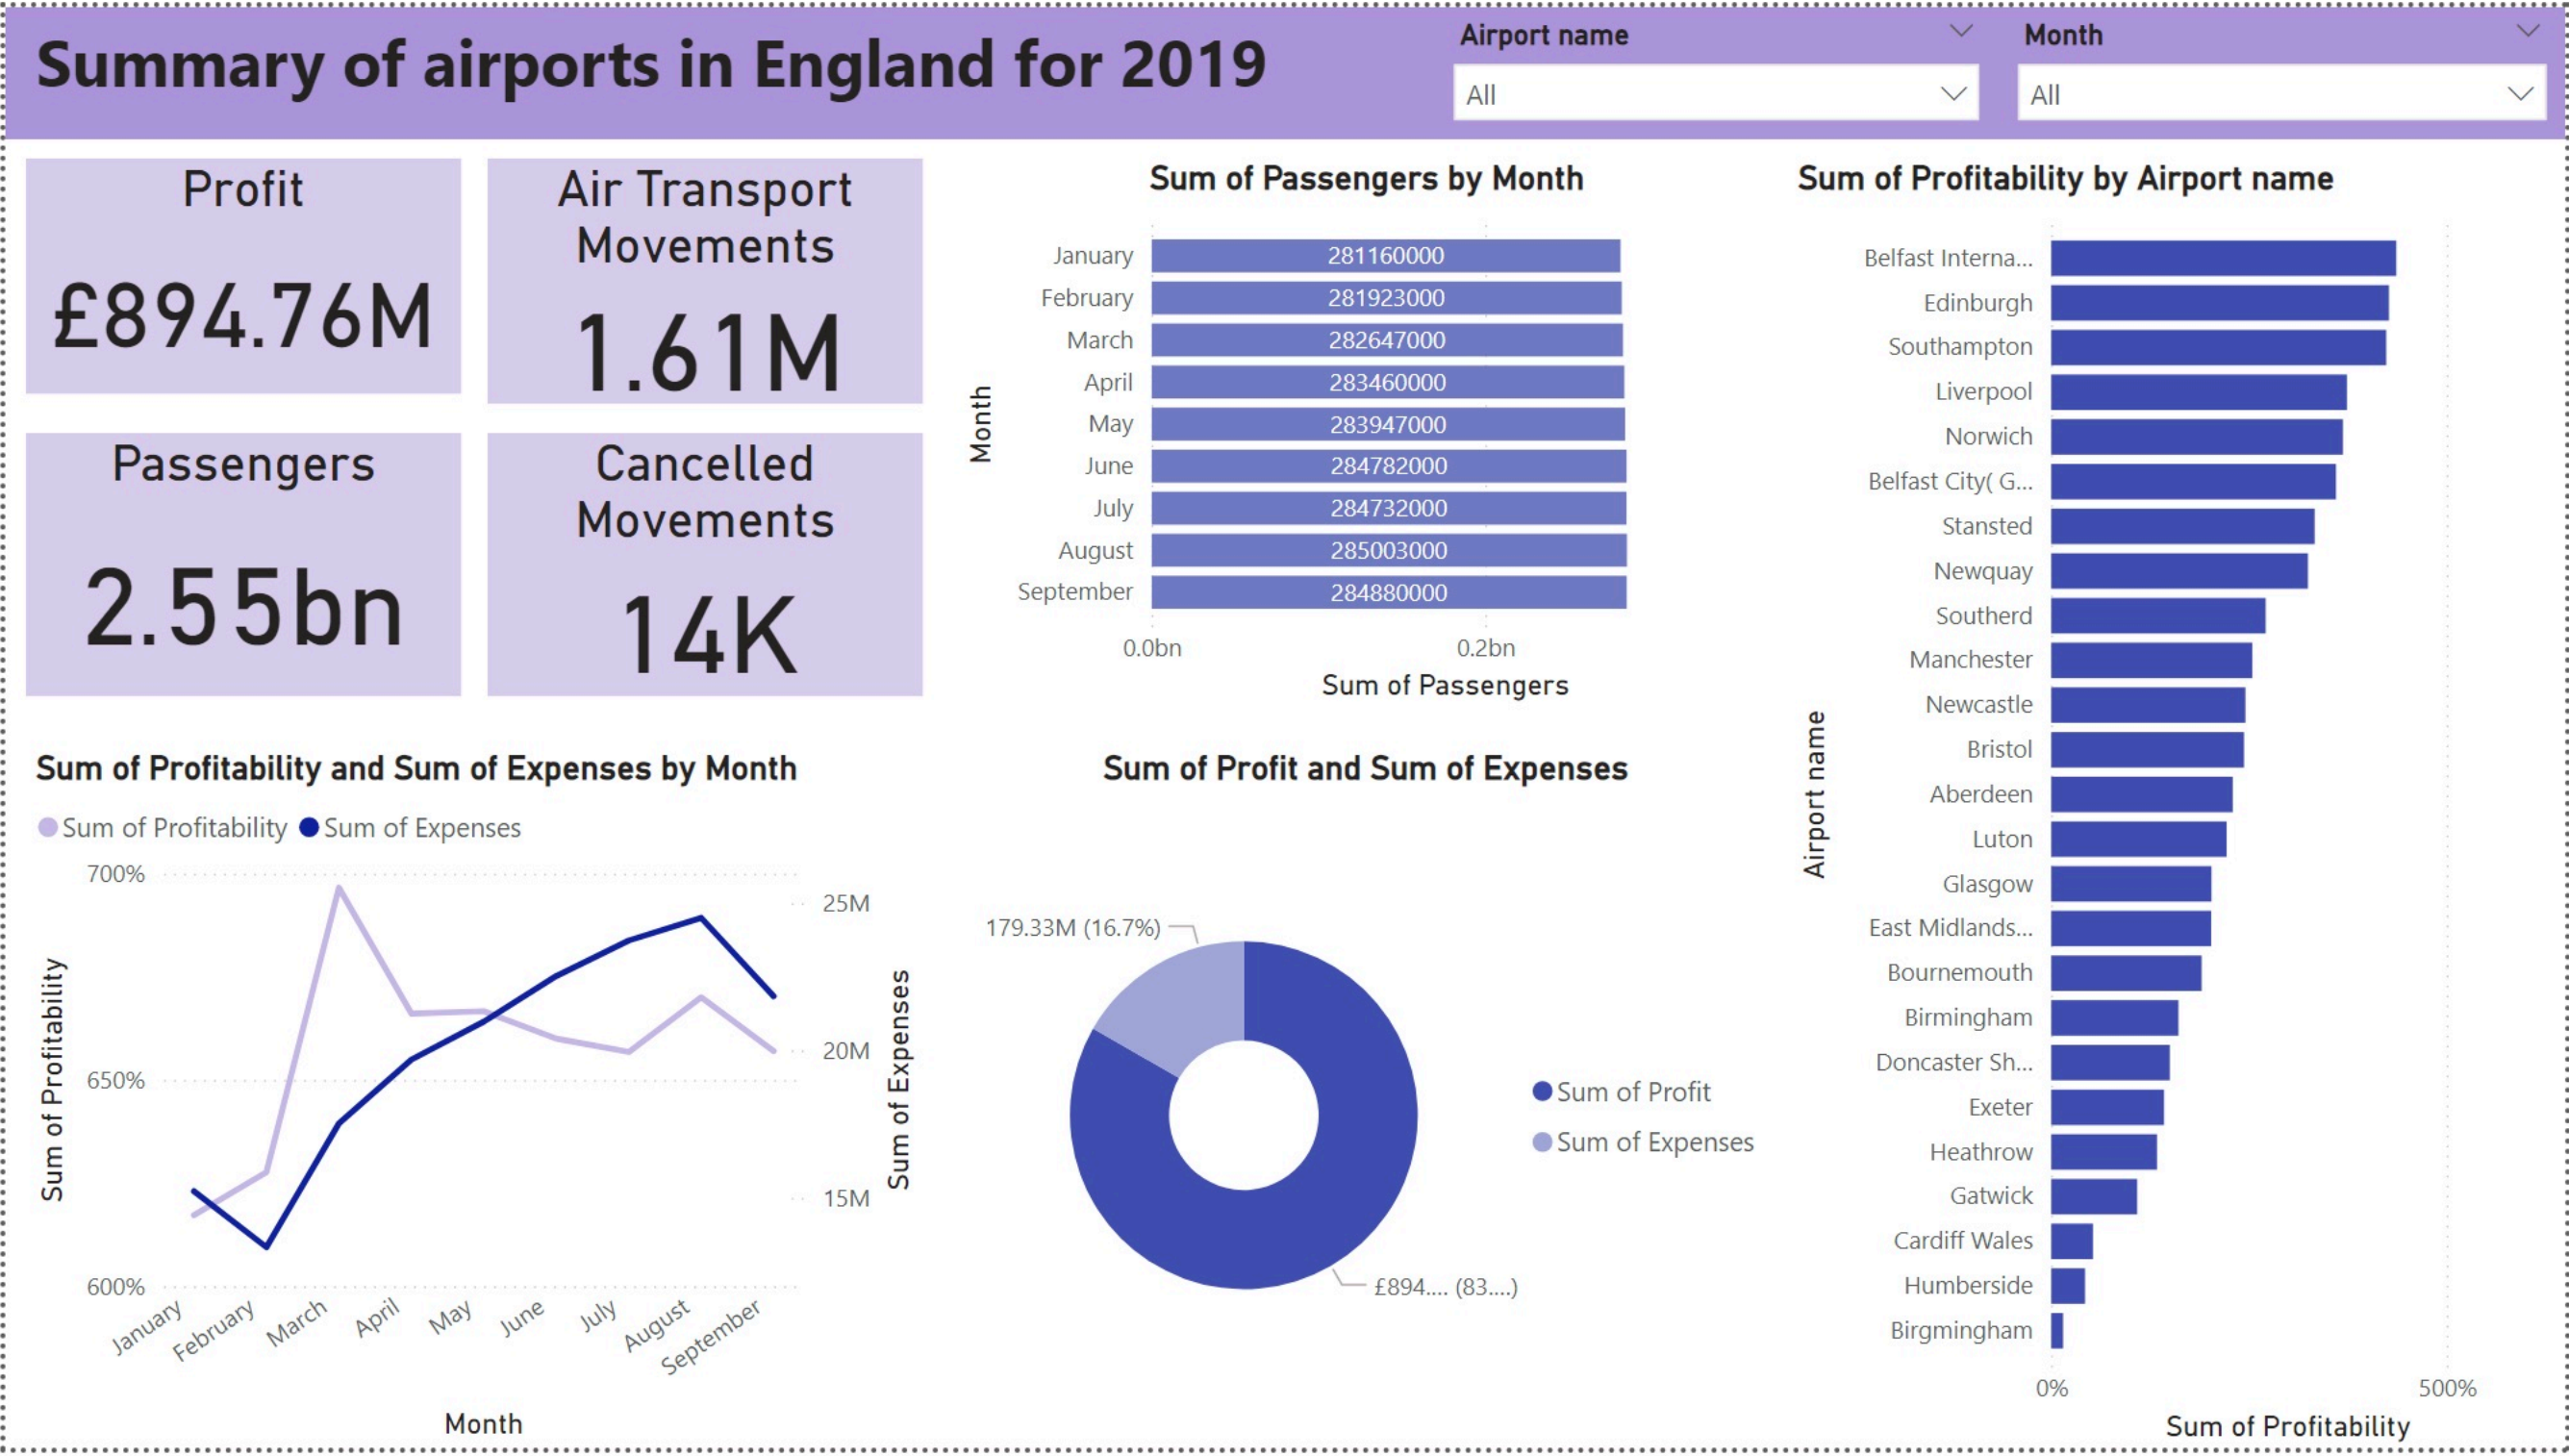 Summary of airports in England for 2019
Airport name
All
Month
All
Profit
£894.76M
Air Transport
Movements
1.61M
Passengers
2.55bn
Cancelled
Movements
14K
Sum of Passengers by Month
Month
January
281160000
February
281923000
March
282647000
April
283460000
May
283947000
June
284782000
July
284732000
August
285003000
September
284880000
0.0bn
0.2bn
Sum of Passengers
Sum of Profitability by Airport name
Airport name
Belfast Interna...
Edinburgh
Southampton
Liverpool
Norwich
Belfast City( G...
Stansted
Newquay
Southerd
Manchester
Newcastle
Bristol
Aberdeen
Luton
Glasgow
East Midlands...
Bournemouth
Birmingham
Doncaster Sh...
Exeter
Heathrow
Gatwick
Cardiff Wales
Humberside
Birgmingham
0%
500%
Sum of Profitability
Sum of Profitability and Sum of Expenses by Month
Sum of Profitability
Sum of Expenses
Sum of Profitability
700%
650%
600%
25M
20M
15M
Sum of Expenses
January
February
March
April
May
June
July
August
September
Month
Sum of Profit and Sum of Expenses
179.33M (16.7%)
£894.... (83....)
Sum of Profit
Sum of Expenses